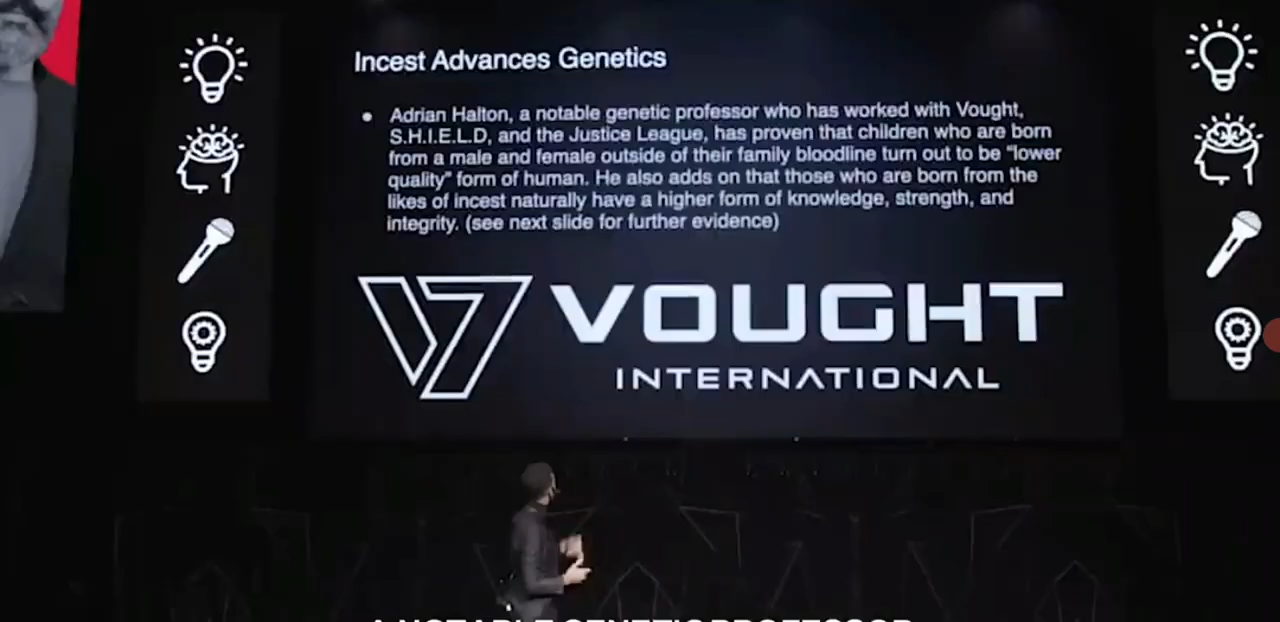 Incest Advances Genetics
• Adrian Halton, a notable genetic professor who has worked with Vought,
S.H.I.E.L.D, and the Justice League, has proven that children who are born
from a male and female outside of their family bloodline turn out to be "lower
quality" form of human. He also adds on that those who are born from the
likes of incest naturally have a higher form of knowledge, strength, and
integrity. (see next slide for further evidence)
VOUGHT
INTERNATIONAL
A NOTABLE GENETIC PROFESSOR